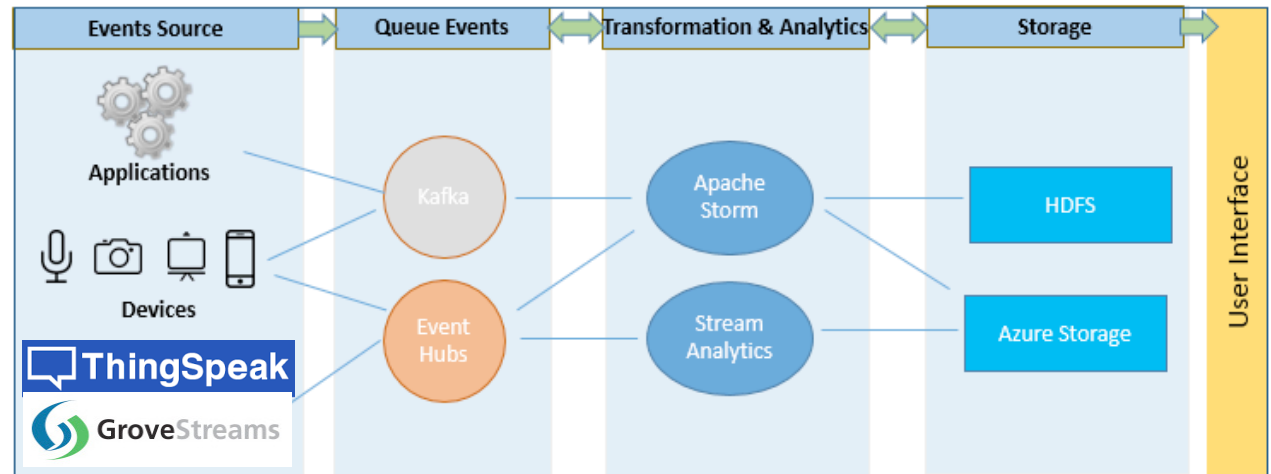 Events Source
Queue Events
Transformation & Analytics
Storage
Applications
Devices
ThingSpeak
GroveStreams
Kafka
Event
Hubs
Apache
Storm
Stream
Analytics
HDFS
Azure Storage
User Interface